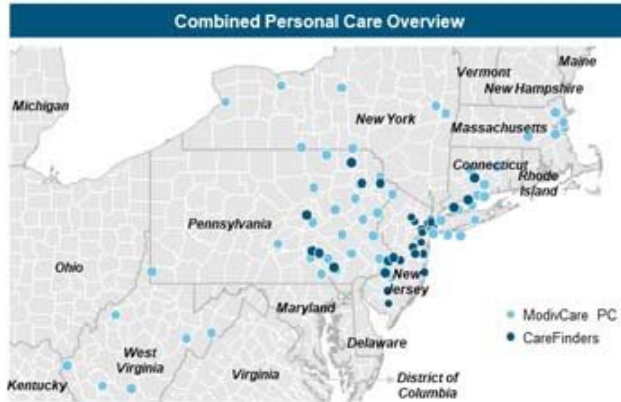 Combined Personal Care Overview
Maine
Vermont
New Hampshire
Michigan
New York
Massachusetts
Connecticut
Rhode
Island
Pennsylvania
Ohio
New
Jersey
Maryland
ModivCare PC
West
Virginia
Delaware
CareFinders
Kentucky
Virginia
District of
Columbia